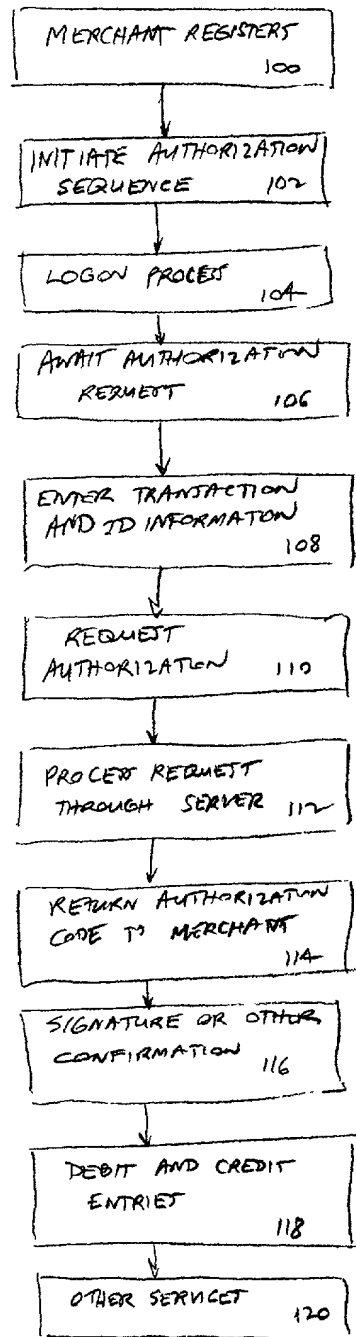 MERCHANT REGISTERS
100
INITIATE AUTHORIZATION
SEQUENCE 102
LOGON PROCESS
104
AWAIT AUTHORIZATION
REQUEST 106
ENTER TRANSACTION
AND ID INFORMATION
108
REQUEST
AUTHORIZATION 110
PROCESS REQUEST
THROUGH SERVER 112
RETURN AUTHORIZATION
CODE TO MERCHANT
114
SIGNATURE OR OTHER
CONFIRMATION 116
DEBIT AND CREDIT
ENTRIES
118
OTHER SERVICES
120